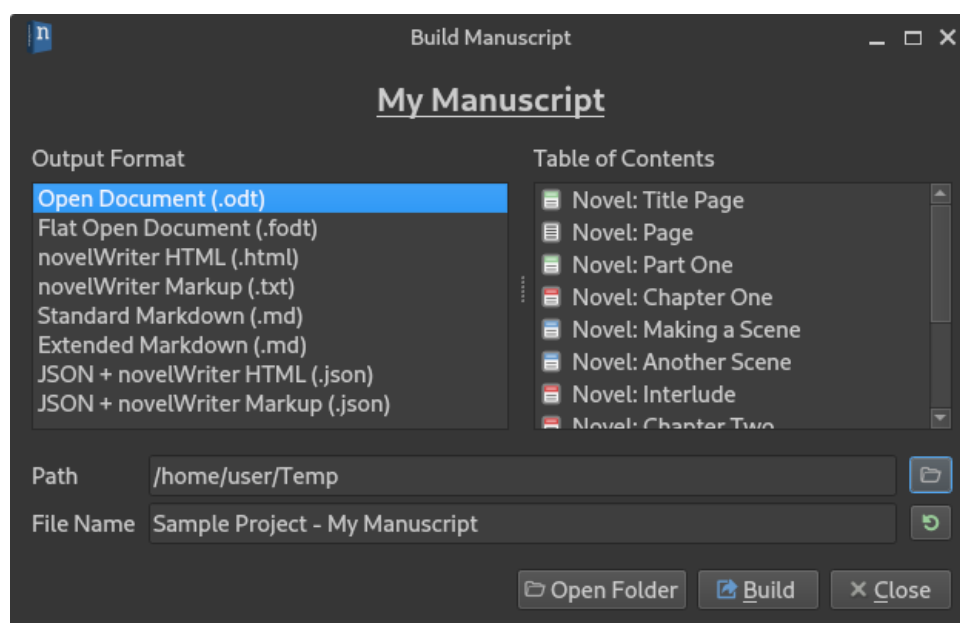 n
Build Manuscript
My Manuscript
Output Format
Open Document (.odt)
Flat Open Document (.fodt)
novelWriter HTML (.html)
novelWriter Markup (.txt)
Standard Markdown (.md)
Extended Markdown (.md)
JSON + novelWriter HTML (.json)
JSON + novelWriter Markup (.json)
Table of Contents
Novel: Title Page
Novel: Page
Novel: Part One
Novel: Chapter One
Novel: Making a Scene
Novel: Another Scene
Novel: Interlude
Novel: Chapter Two
Path /home/user/Temp
File Name Sample Project - My Manuscript
Open Folder Build Close